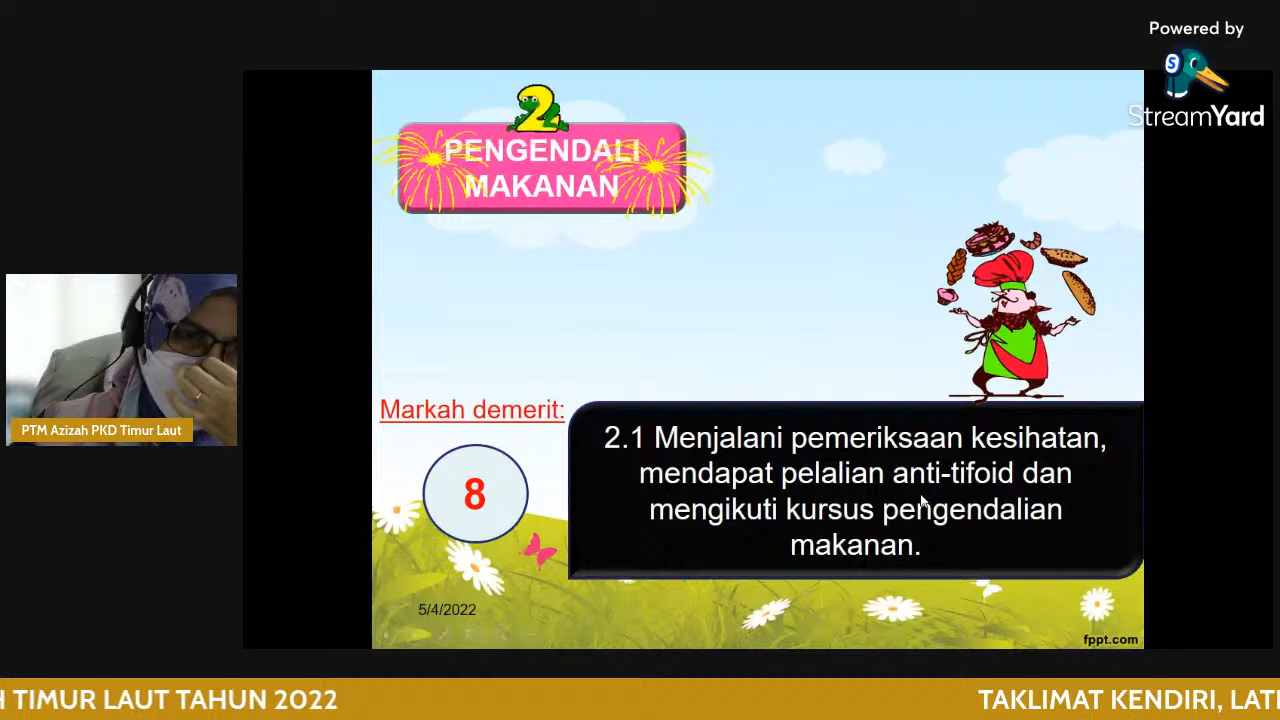 Powered by
S
StreamYard
2
PENGENDALI
MAKANAN
Markah demerit:
8
2.1 Menjalani pemeriksaan kesihatan,
mendapat pelalian anti-tifoid dan
mengikuti kursus pengendalian
makanan.
PTM Azizah PKD Timur Laut
5/4/2022
fppt.com
H TIMUR LAUT TAHUN 2022
TAKLIMAT KENDIRI, LATI